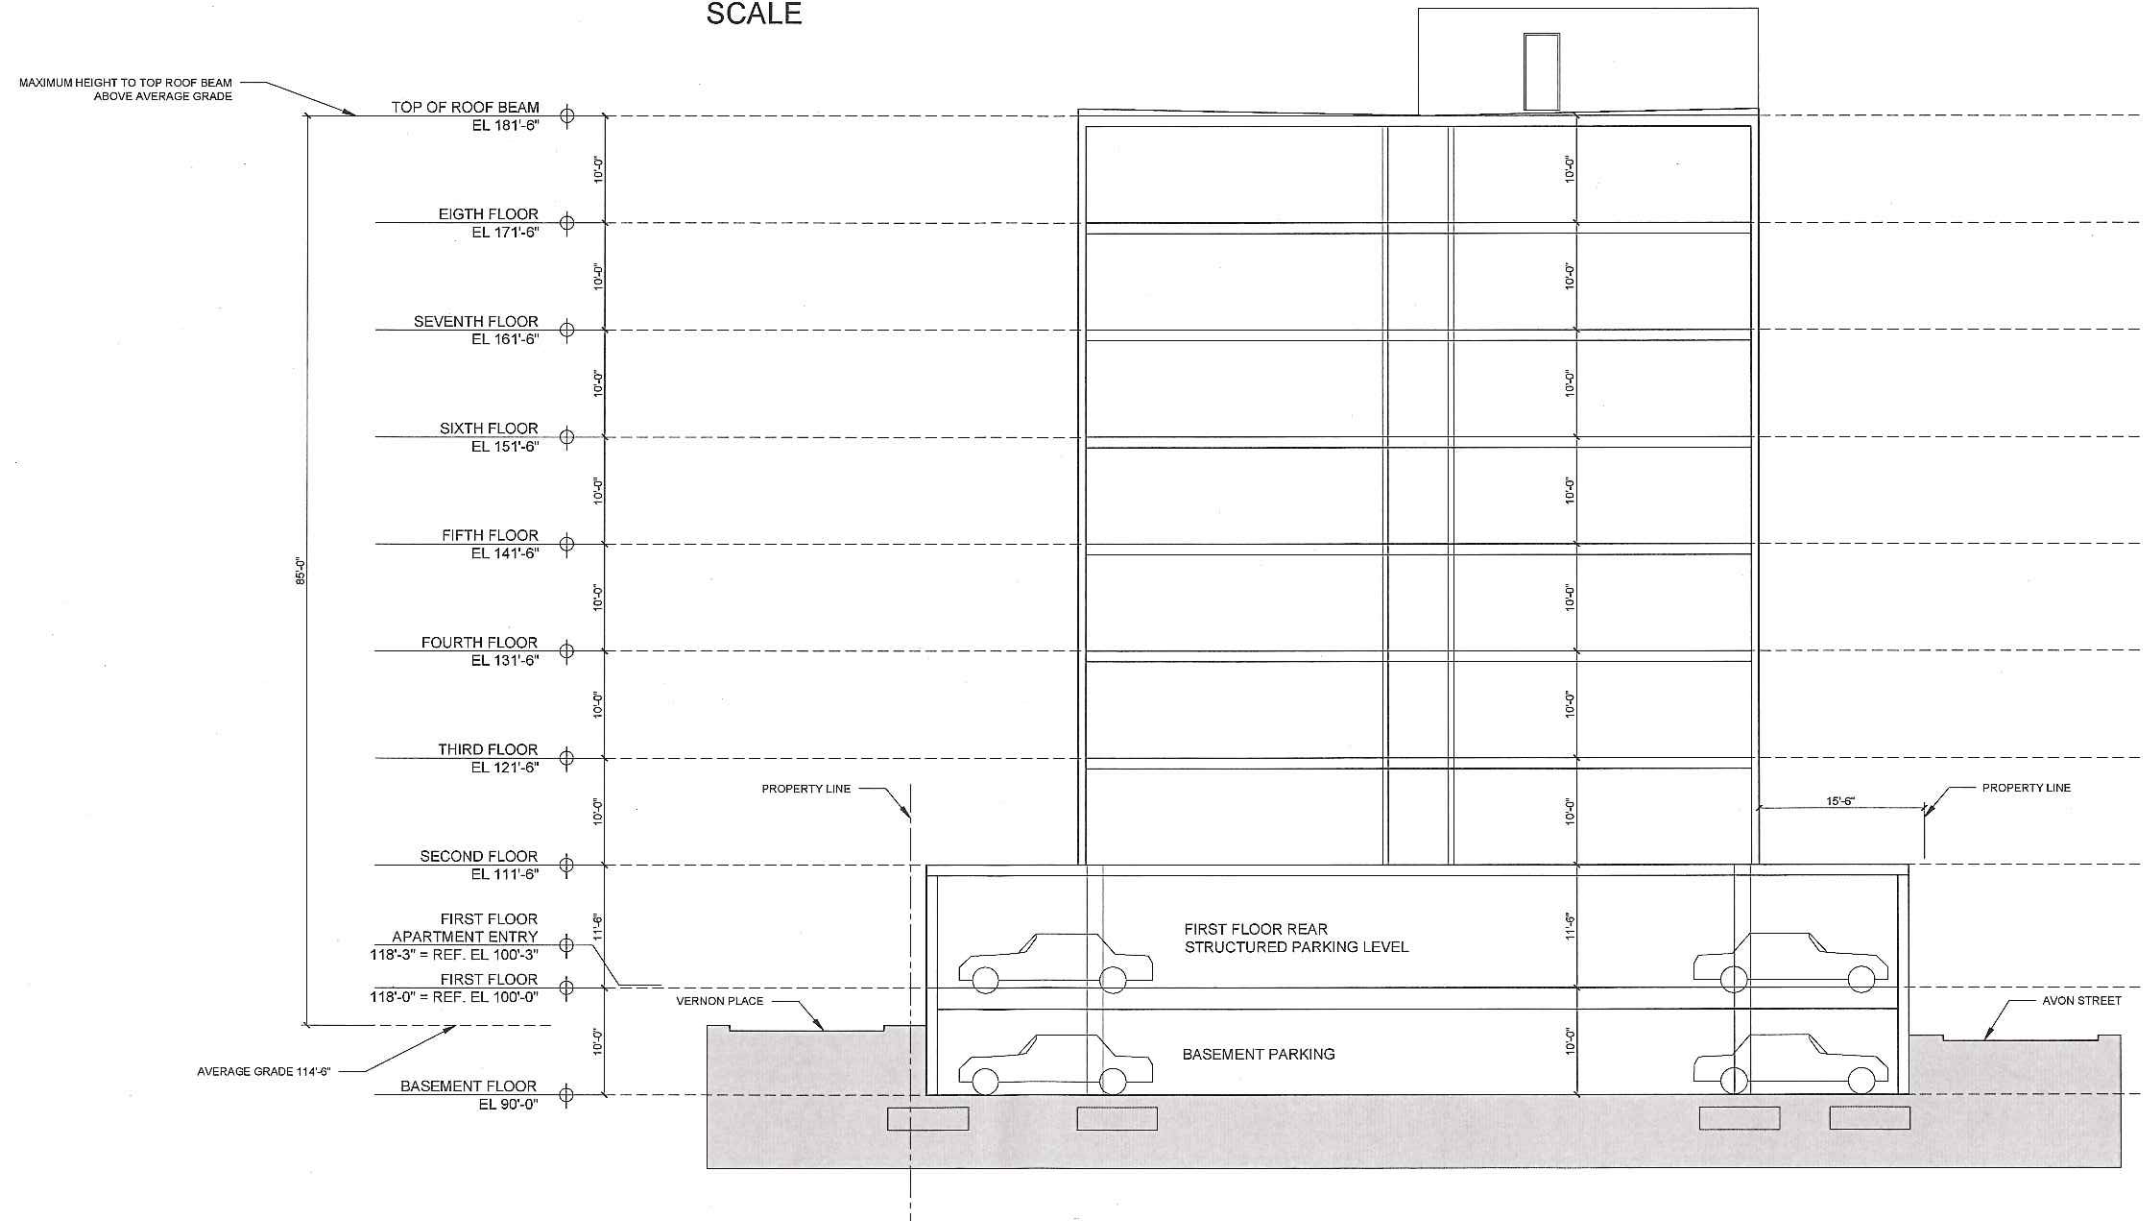 SCALE
MAXIMUM HEIGHT TO TOP ROOF BEAM
ABOVE AVERAGE GRADE
TOP OF ROOF BEAM
EL 181'-6"
10'-0"
10'-0"
EIGTH FLOOR
EL 171'-6"
10'-0"
10'-0"
SEVENTH FLOOR
EL 161'-6"
10'-0"
10'-0"
SIXTH FLOOR
EL 151'-6"
10'-0"
10'-0"
FIFTH FLOOR
EL 141'-6"
85'-0"
10'-0"
10'-0"
FOURTH FLOOR
EL 131'-6"
10'-0"
10'-0"
THIRD FLOOR
EL 121'-6"
PROPERTY LINE
PROPERTY LINE
15'-6"
10'-0"
10'-0"
SECOND FLOOR
EL 111'-6"
FIRST FLOOR
APARTMENT ENTRY
118'-3" = REF. EL 100'-3"
11'-6"
FIRST FLOOR REAR
STRUCTURED PARKING LEVEL
11'-6"
FIRST FLOOR
118'-0" = REF. EL 100'-0"
VERNON PLACE
AVON STREET
10'-0"
BASEMENT PARKING
10'-0"
AVERAGE GRADE 114'-6"
BASEMENT FLOOR
EL 90'-0"